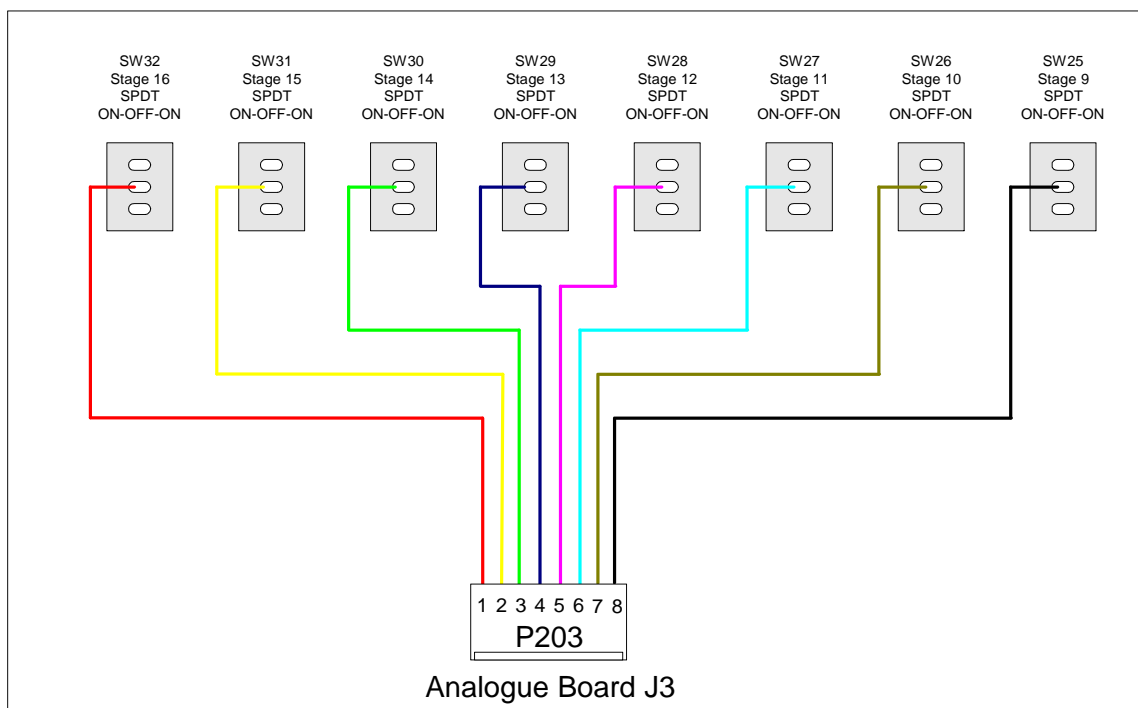 SW32
Stage 16
SPDT
ON-OFF-ON
SW31
Stage 15
SPDT
ON-OFF-ON
SW30
Stage 14
SPDT
ON-OFF-ON
SW29
Stage 13
SPDT
ON-OFF-ON
SW28
Stage 12
SPDT
ON-OFF-ON
SW27
Stage 11
SPDT
ON-OFF-ON
SW26
Stage 10
SPDT
ON-OFF-ON
SW25
Stage 9
SPDT
ON-OFF-ON
1 2 3 4 5 6 7 8
P203
Analogue Board J3